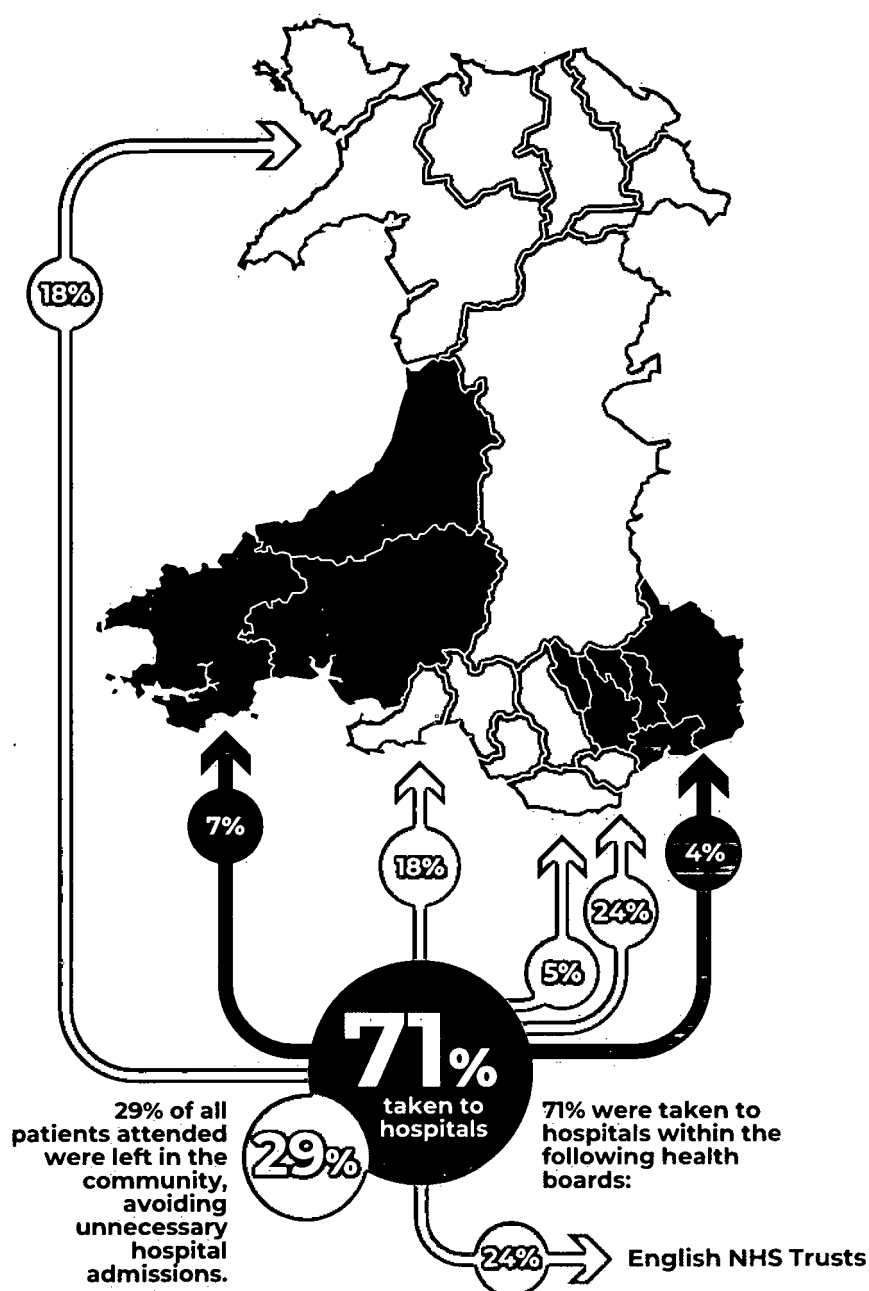 18%
7%
18%
5%
24%
4%
71%
taken to
hospitals
29%
29% of all
patients attended
were left in the
community,
avoiding
unnecessary
hospital
admissions.
71% were taken to
hospitals within the
following health
boards:
24%
English NHS Trusts